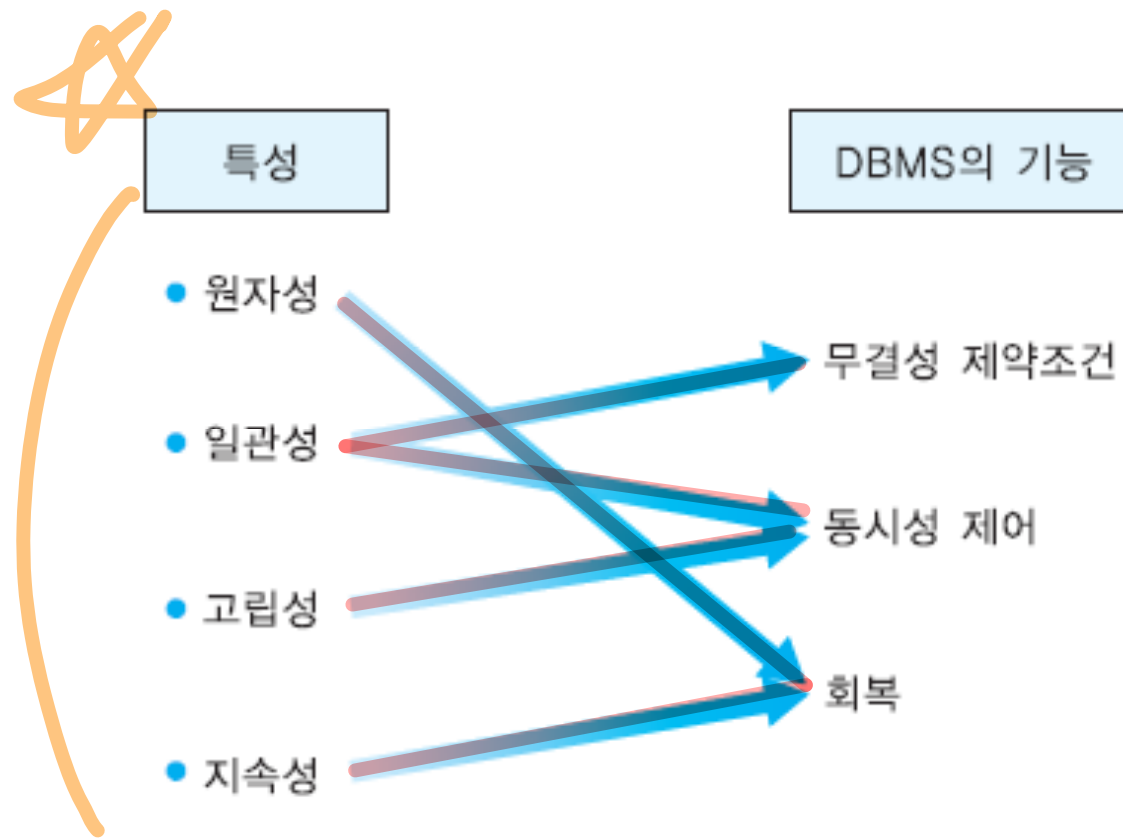 특성
DBMS의 기능
• 원자성
무결성 제약조건
• 일관성
동시성 제어
• 고립성
회복
• 지속성